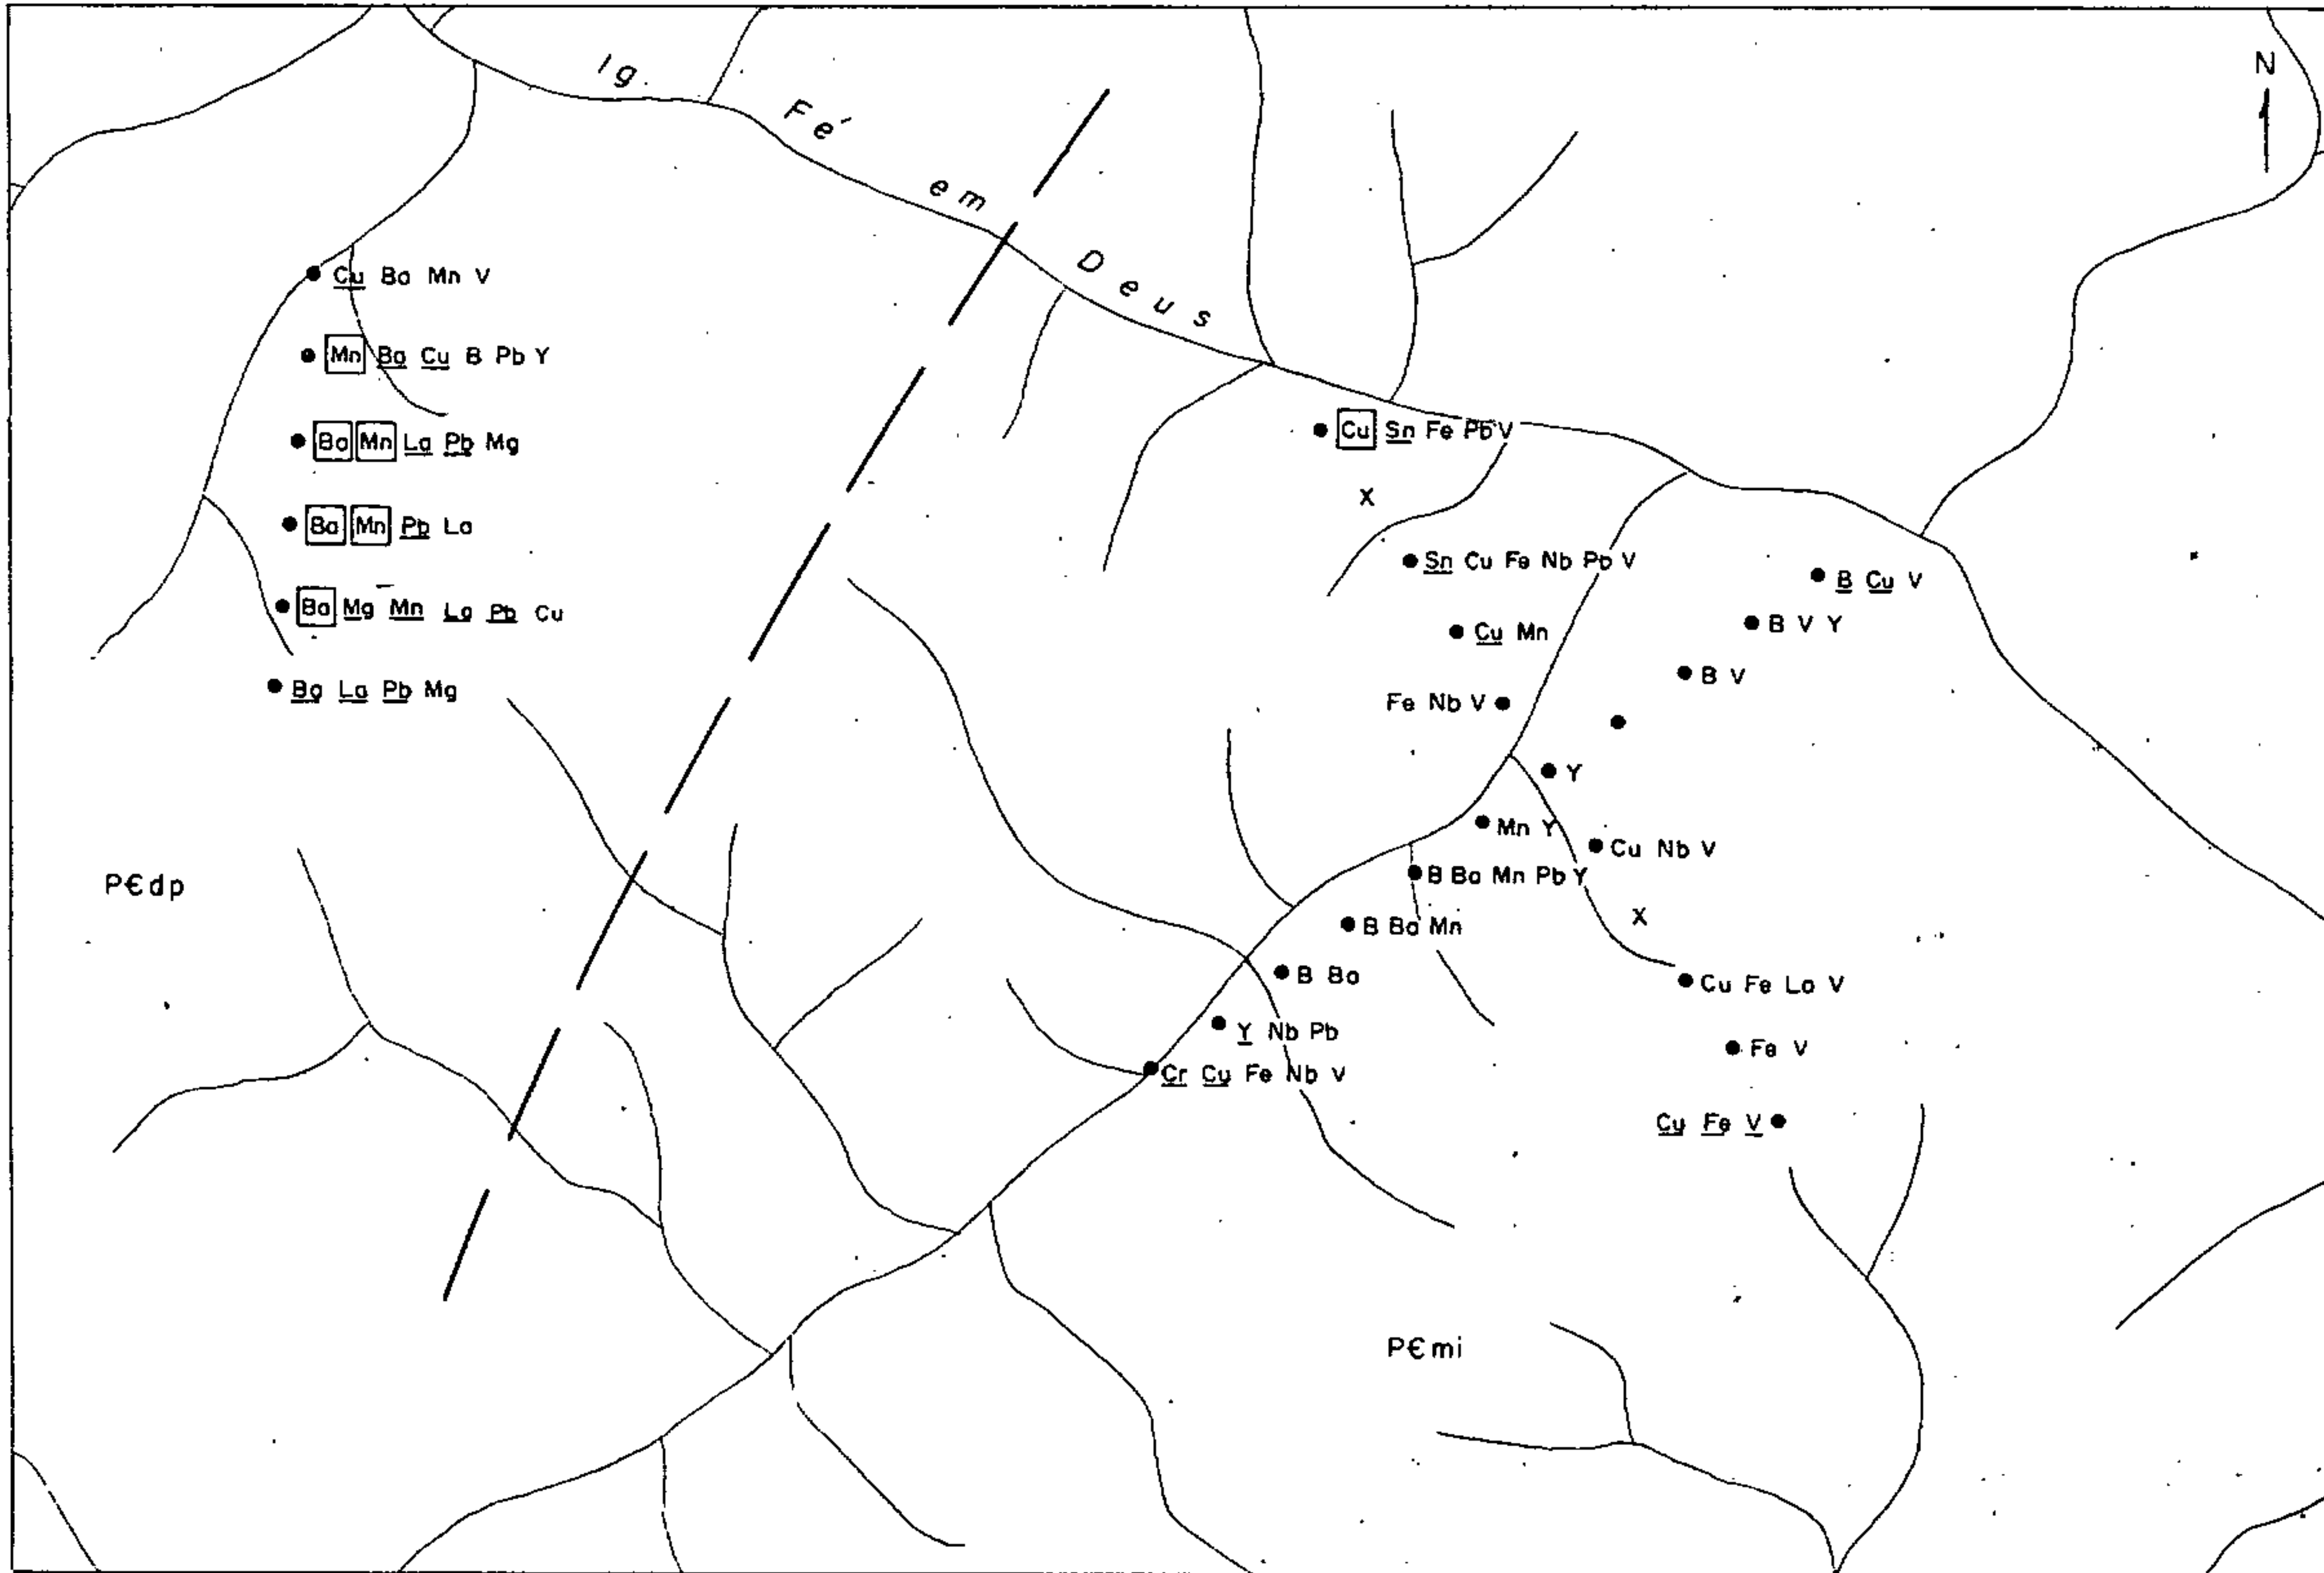 N
Ig. Fé em Deus
Cu Ba Mn V
Mn Ba Cu B Pb Y
Ba Mn La Pb Mg
Ba Mn Pb La
Ba Mg Mn La Pb Cu
Ba La Pb Mg
Cu Sn Fe Pb V
X
Sn Cu Fe Nb Pb V
B Cu V
B V Y
Cu Mn
B V
Fe Nb V
Y
Mn Y
Cu Nb V
B Ba Mn Pb Y
P€dp
X
B Ba Mn
B Ba
Cu Fe La V
Y Nb Pb
Fe V
Cr Cu Fe Nb V
Cu Fe V
P€mi